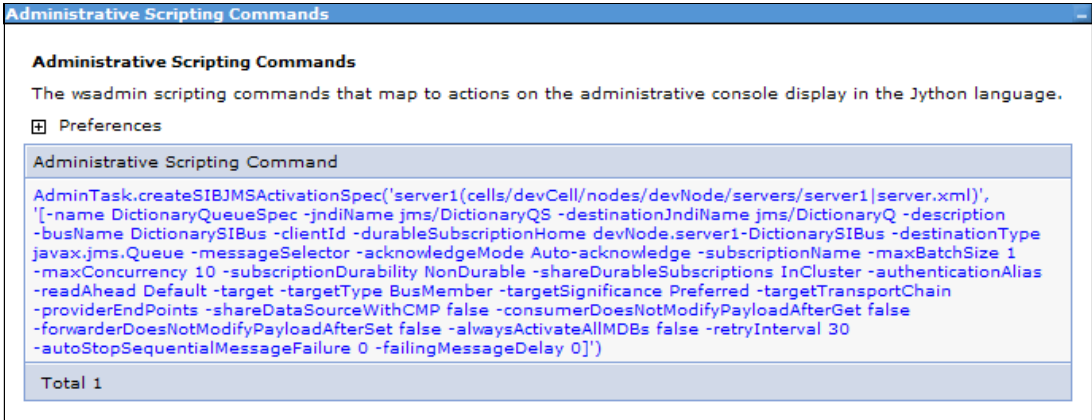 Administrative Scripting Commands
Administrative Scripting Commands
The wsadmin scripting commands that map to actions on the administrative console display in the Jython language.
Preferences
Administrative Scripting Command
AdminTask.createSIBJMSActivationSpec('server1(cells/devCell/nodes/devNode/servers/server1|server.xml)',
'[-name DictionaryQueueSpec -jndiName jms/DictionaryQS -destinationJndiName jms/DictionaryQ -description
-busName DictionarySIBus -clientId -durableSubscriptionHome devNode.server1-DictionarySIBus -destinationType
javax.jms.Queue -messageSelector -acknowledgeMode Auto-acknowledge -subscriptionName -maxBatchSize 1
-maxConcurrency 10 -subscriptionDurability NonDurable -shareDurableSubscriptions InCluster -authenticationAlias
-readAhead Default -target -targetType BusMember -targetSignificance Preferred -targetTransportChain
-providerEndPoints -shareDataSourceWithCMP false -consumerDoesNotModifyPayloadAfterGet false
-forwarderDoesNotModifyPayloadAfterSet false -alwaysActivateAllMDBs false -retryInterval 30
-autoStopSequentialMessageFailure 0 -failingMessageDelay 0]')
Total 1